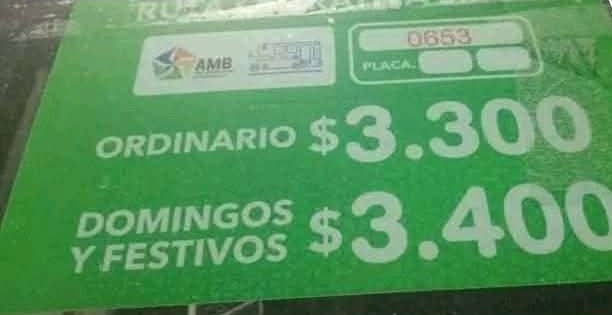 AMB
0653
PLACA.
ORDINARIO $3.300
DOMINGOS
Y FESTIVOS $3.400